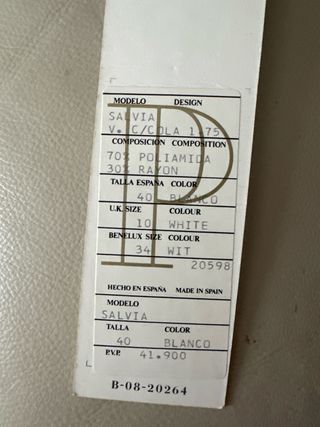 MODELO DESIGN
SALVIA
V. C/COLA 1.75
COMPOSICION COMPOSITION
70% POLIAMIDA
30% RAYON
TALLA ESPAÑA COLOR
40 BLANCO
U.K. SIZE COLOUR
10 WHITE
BENELUX SIZE COLOUR
34 WIT
20598
HECHO EN ESPAÑA MADE IN SPAIN
MODELO
SALVIA
TALLA COLOR
40 BLANCO
P.V.P. 41.900
B-08-20264